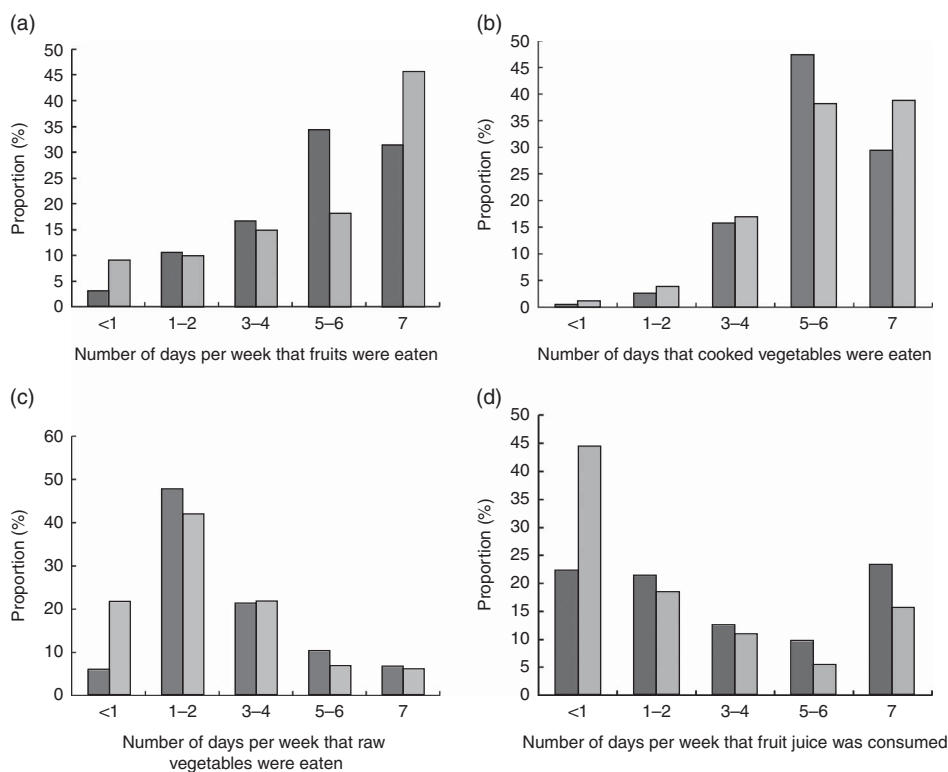 (a)
50
45
40
35
30
25
20
15
10
5
0
Proportion (%)
<1 1–2 3–4 5–6 7
Number of days per week that fruits were eaten
(b)
50
45
40
35
30
25
20
15
10
5
0
Proportion (%)
<1 1–2 3–4 5–6 7
Number of days that cooked vegetables were eaten
(c)
60
50
40
30
20
10
0
Proportion (%)
<1 1–2 3–4 5–6 7
Number of days per week that raw
vegetables were eaten
(d)
50
45
40
35
30
25
20
15
10
5
0
Proportion (%)
<1 1–2 3–4 5–6 7
Number of days per week that fruit juice was consumed